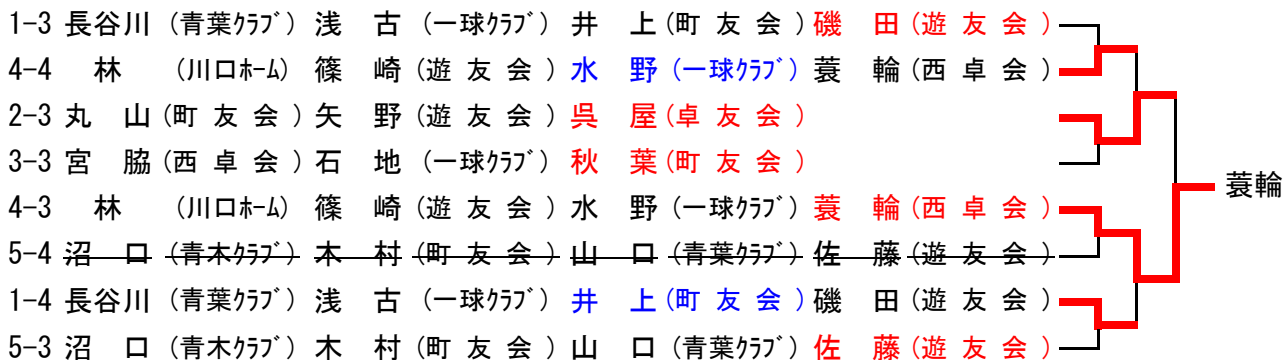 1-3 長谷川 (青葉ｸﾗﾌﾞ) 浅 古 (一球ｸﾗﾌﾞ) 井 上 (町 友 会 ) 磯 田 (遊 友 会 )
4-4 林 (川口ﾎｰﾑ) 篠 崎 (遊 友 会 ) 水 野 (一球ｸﾗﾌﾞ) 蓑 輪 (西 卓 会 )
2-3 丸 山 (町 友 会 ) 矢 野 (遊 友 会 ) 呉 屋 (卓 友 会 )
3-3 宮 脇 (西 卓 会 ) 石 地 (一球ｸﾗﾌﾞ) 秋 葉 (町 友 会 )
蓑輪
4-3 林 (川口ﾎｰﾑ) 篠 崎 (遊 友 会 ) 水 野 (一球ｸﾗﾌﾞ) 蓑 輪 (西 卓 会 )
5-4 沼 口 (青木ｸﾗﾌﾞ) 木 村 (町 友 会 ) 山 口 (青葉ｸﾗﾌﾞ) 佐 藤 (遊 友 会 )
1-4 長谷川 (青葉ｸﾗﾌﾞ) 浅 古 (一球ｸﾗﾌﾞ) 井 上 (町 友 会 ) 磯 田 (遊 友 会 )
5-3 沼 口 (青木ｸﾗﾌﾞ) 木 村 (町 友 会 ) 山 口 (青葉ｸﾗﾌﾞ) 佐 藤 (遊 友 会 )